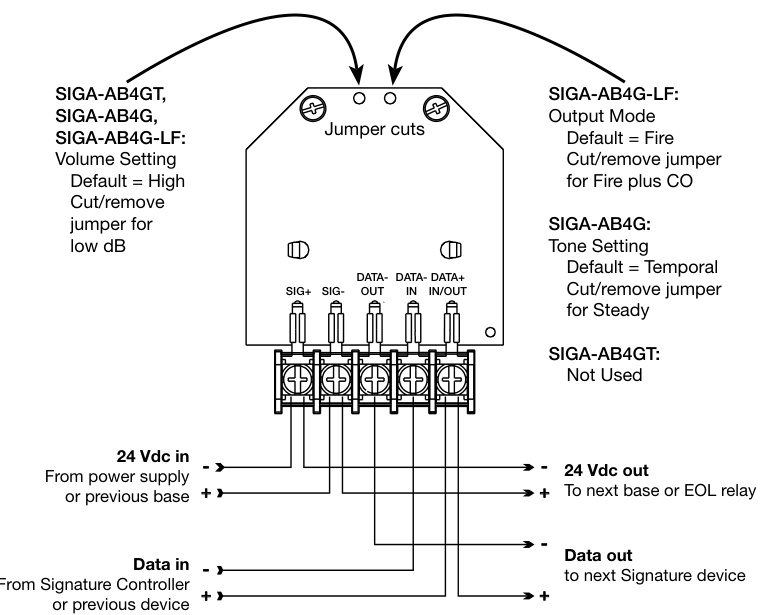 SIGA-AB4GT,
SIGA-AB4G,
SIGA-AB4G-LF:
Volume Setting
Default = High
Cut/remove
jumper for
low dB
Jumper cuts
SIGA-AB4G-LF:
Output Mode
Default = Fire
Cut/remove jumper
for Fire plus CO
SIGA-AB4G:
Tone Setting
Default = Temporal
Cut/remove jumper
for Steady
SIGA-AB4GT:
Not Used
SIG+ SIG- DATA- OUT DATA- IN DATA+ IN/OUT
24 Vdc in
From power supply
or previous base
-
+
Data in
From Signature Controller
or previous device
-
+
-
+
24 Vdc out
To next base or EOL relay
-
+
Data out
to next Signature device